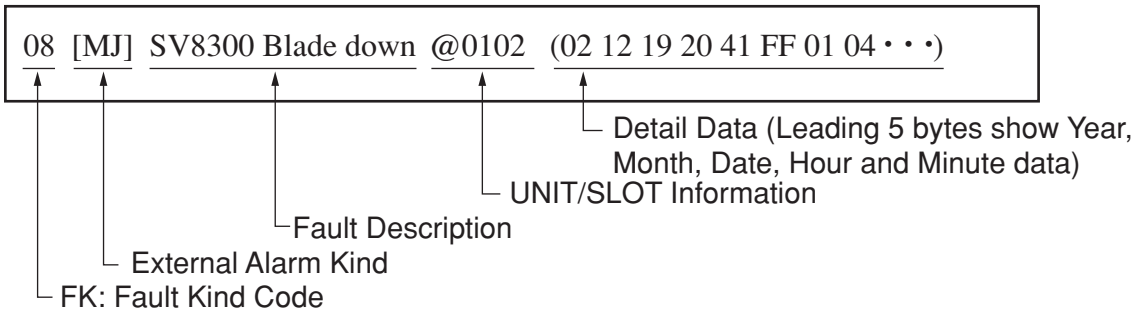 08 [MJ] SV8300 Blade down @0102 (02 12 19 20 41 FF 01 04 • • •)
Detail Data (Leading 5 bytes show Year,
Month, Date, Hour and Minute data)
UNIT/SLOT Information
Fault Description
External Alarm Kind
FK: Fault Kind Code